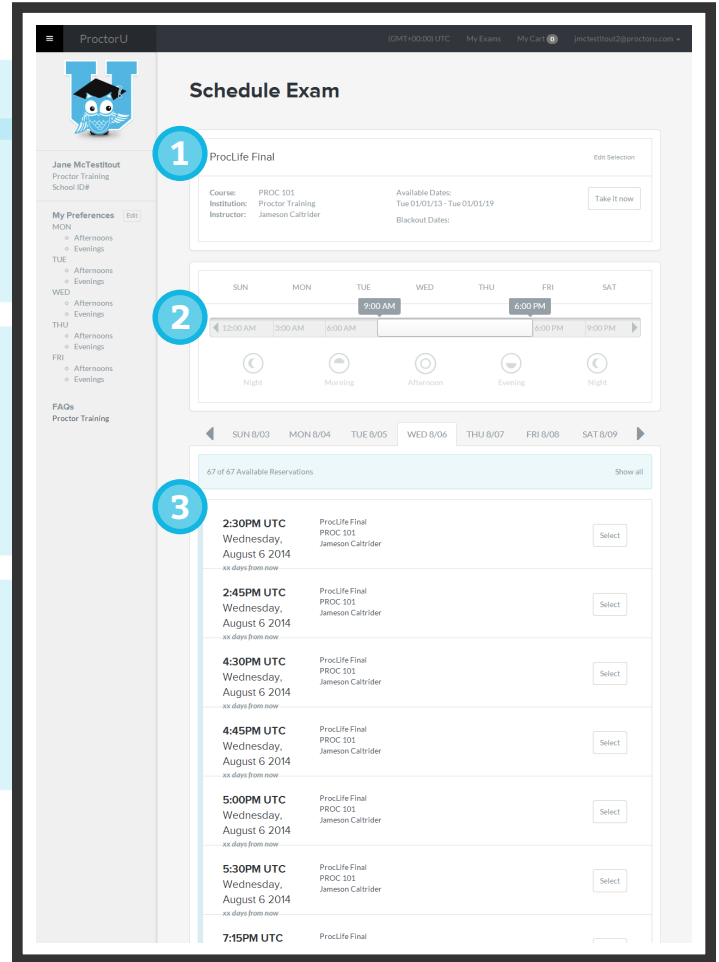 ≡ ProctorU (GMT+00:00) UTC My Exams My Cart 0 jmctestitout2@proctoru.com
U
Jane McTestitout
Proctor Training
School ID#
My Preferences Edit
MON
Afternoons
Evenings
TUE
Afternoons
Evenings
WED
Afternoons
Evenings
THU
Afternoons
Evenings
FRI
Afternoons
Evenings
FAQs
Proctor Training
Schedule Exam
1
ProcLife Final Edit Selection
Course: PROC 101 Available Dates:
Institution: Proctor Training Tue 01/01/13 - Tue 01/01/19 Take it now
Instructor: Jameson Caltrider Blackout Dates:
2
SUN MON TUE WED THU FRI SAT
9:00 AM 6:00 PM
12:00 AM 3:00 AM 6:00 AM 6:00 PM 9:00 PM
Night Morning Afternoon Evening Night
SUN 8/03 MON 8/04 TUE 8/05 WED 8/06 THU 8/07 FRI 8/08 SAT 8/09
67 of 67 Available Reservations Show all
3
2:30PM UTC ProcLife Final
Wednesday, PROC 101 Select
August 6 2014 Jameson Caltrider
xx days from now
2:45PM UTC ProcLife Final
Wednesday, PROC 101 Select
August 6 2014 Jameson Caltrider
xx days from now
4:30PM UTC ProcLife Final
Wednesday, PROC 101 Select
August 6 2014 Jameson Caltrider
xx days from now
4:45PM UTC ProcLife Final
Wednesday, PROC 101 Select
August 6 2014 Jameson Caltrider
xx days from now
5:00PM UTC ProcLife Final
Wednesday, PROC 101 Select
August 6 2014 Jameson Caltrider
xx days from now
5:30PM UTC ProcLife Final
Wednesday, PROC 101 Select
August 6 2014 Jameson Caltrider
xx days from now
7:15PM UTC ProcLife Final